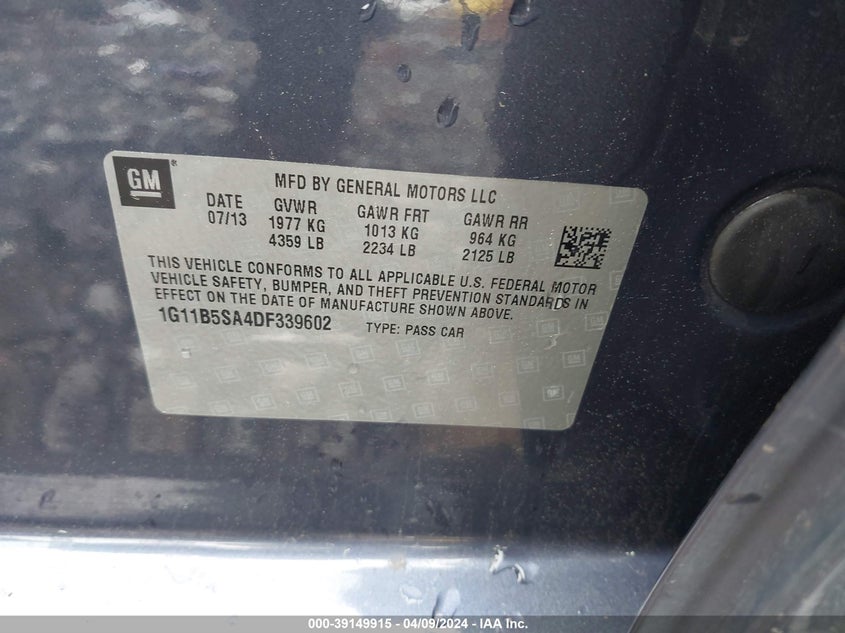 GM ®
MFD BY GENERAL MOTORS LLC
DATE GVWR GAWR FRT GAWR RR
07/13 1977 KG 1013 KG 964 KG
4359 LB 2234 LB 2125 LB
THIS VEHICLE CONFORMS TO ALL APPLICABLE U.S. FEDERAL MOTOR
VEHICLE SAFETY, BUMPER, AND THEFT PREVENTION STANDARDS IN
EFFECT ON THE DATE OF MANUFACTURE SHOWN ABOVE.
1G11B5SA4DF339602 TYPE: PASS CAR
000-39149915 - 04/09/2024 - IAA Inc.